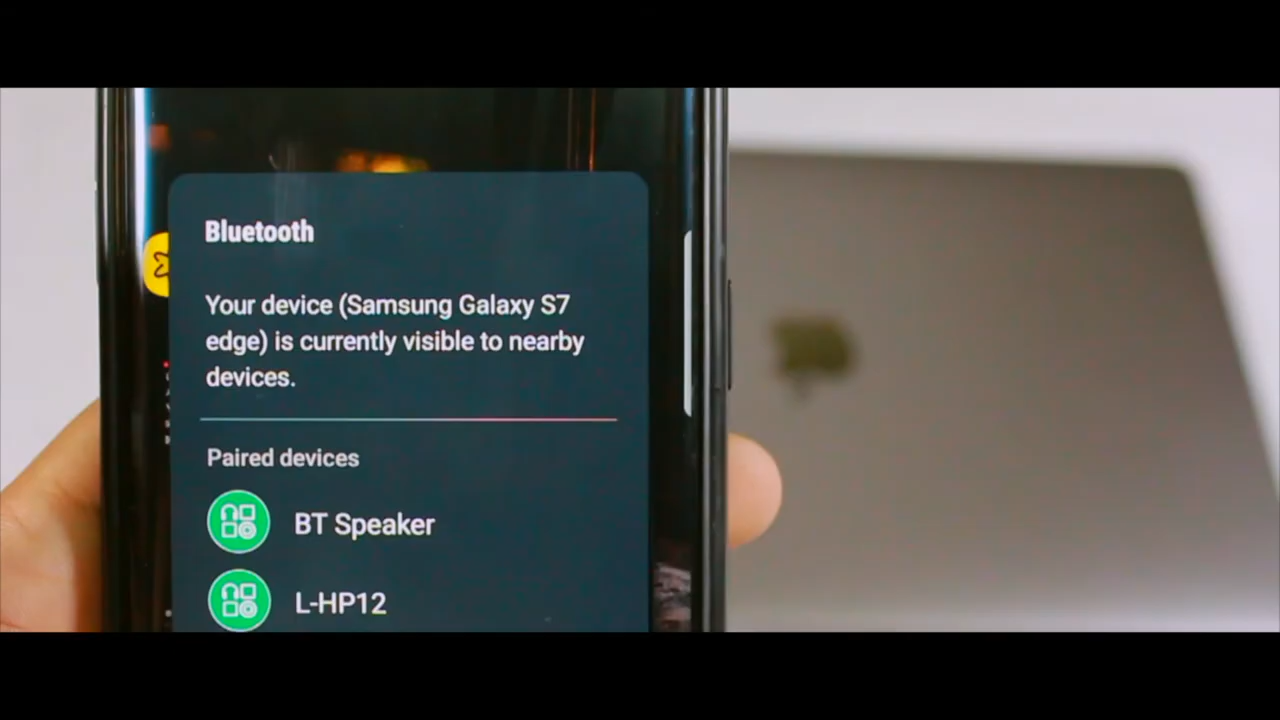 Bluetooth
Your device (Samsung Galaxy S7
edge) is currently visible to nearby
devices.
Paired devices
BT Speaker
L-HP12